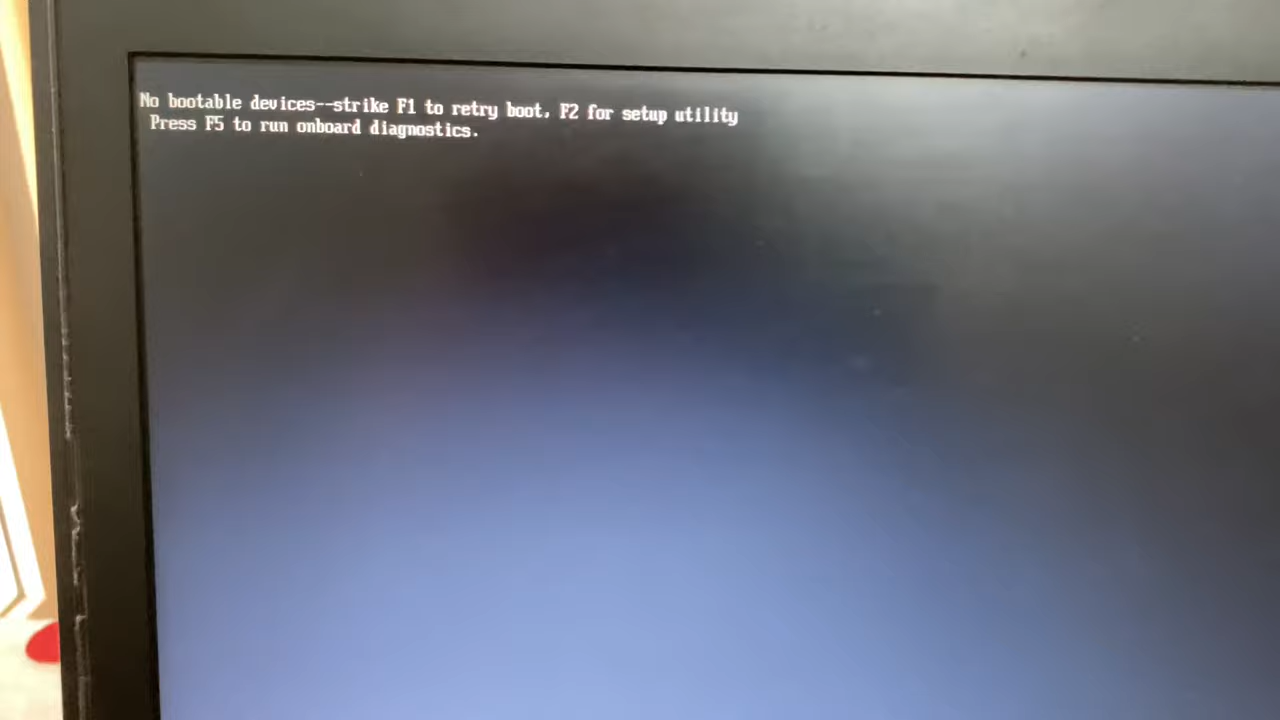 No bootable devices--strike F1 to retry boot, F2 for setup utility
Press F5 to run onboard diagnostics.